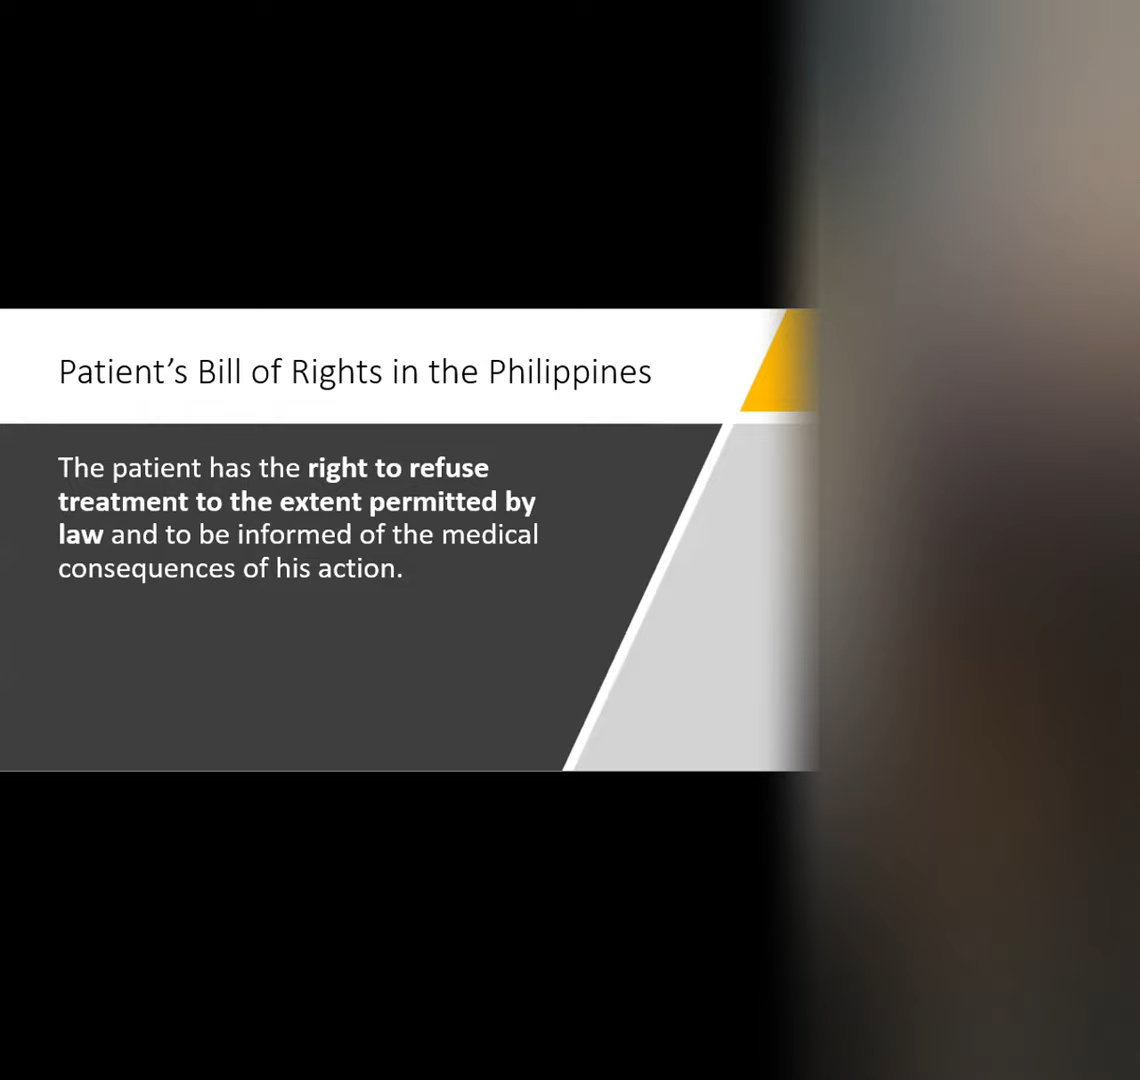 Patient’s Bill of Rights in the Philippines
The patient has the right to refuse
treatment to the extent permitted by
law and to be informed of the medical
consequences of his action.